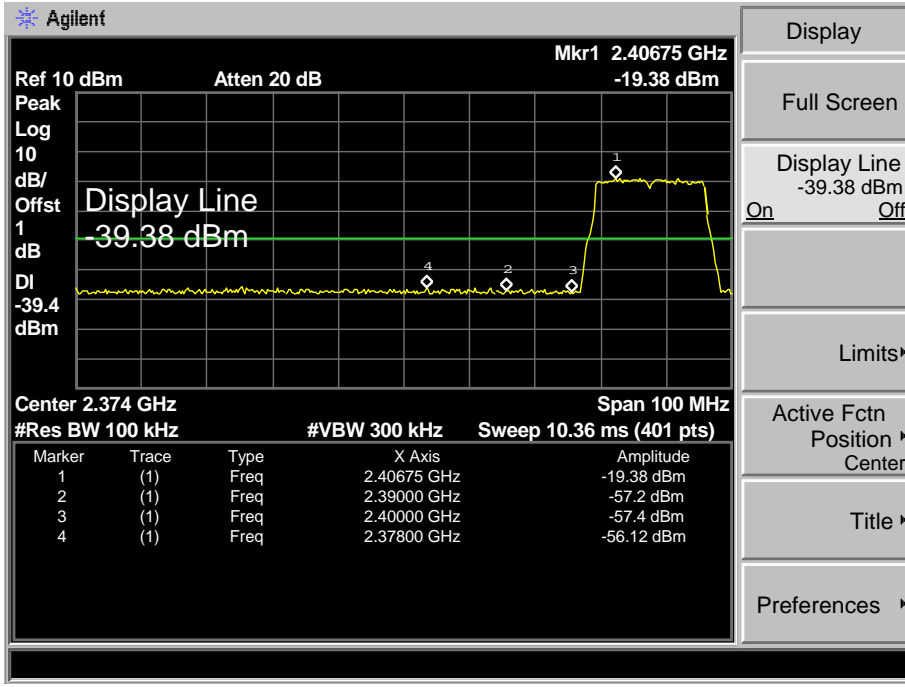 Agilent
Mkr1 2.40675 GHz
Ref 10 dBm Atten 20 dB -19.38 dBm
Peak
Log
10
dB/
Offst
1
dB
DI
-39.4
dBm
Display Line
-39.38 dBm
1
4
2
3
Center 2.374 GHz Span 100 MHz
#Res BW 100 kHz #VBW 300 kHz Sweep 10.36 ms (401 pts)
Marker Trace Type X Axis Amplitude
1 (1) Freq 2.40675 GHz -19.38 dBm
2 (1) Freq 2.39000 GHz -57.2 dBm
3 (1) Freq 2.40000 GHz -57.4 dBm
4 (1) Freq 2.37800 GHz -56.12 dBm
Display
Full Screen
Display Line
-39.38 dBm
On Off
Limits
Active Fctn
Position
Center
Title
Preferences